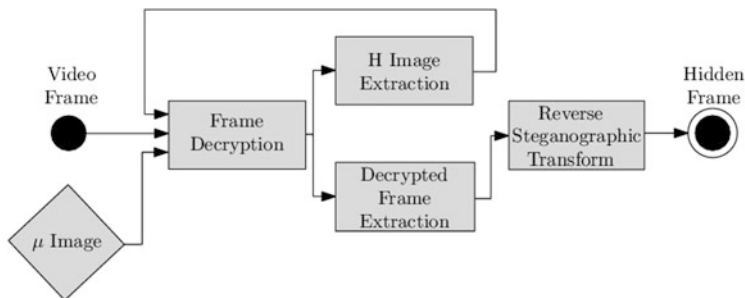 Video
Frame
Frame
Decryption
μ Image
H Image
Extraction
Decrypted
Frame
Extraction
Reverse
Steganographic
Transform
Hidden
Frame